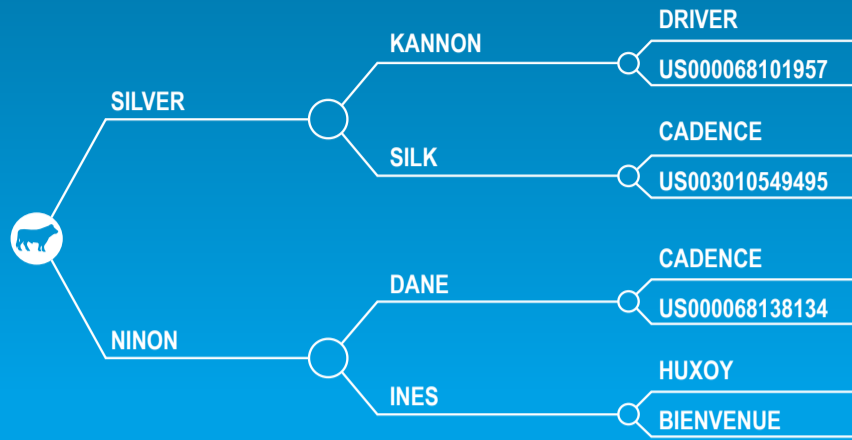 DRIVER
KANNON
US000068101957
SILVER
CADENCE
SILK
US003010549495
CADENCE
DANE
US000068138134
NINON
HUXOY
INES
BIENVENUE